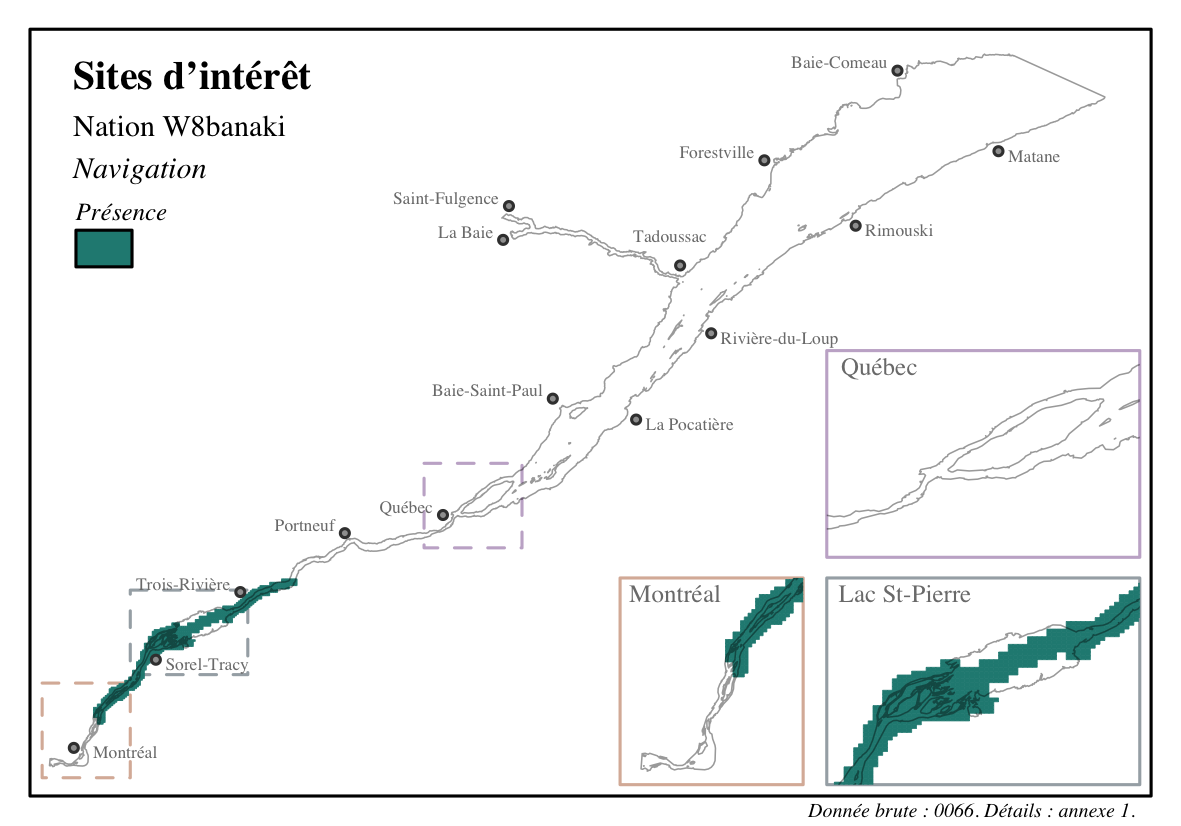 Sites d’intérêt
Nation W8banaki
Navigation
Présence
Baie-Comeau
Matane
Forestville
Saint-Fulgence
La Baie
Tadoussac
Rimouski
Rivière-du-Loup
Baie-Saint-Paul
La Pocatière
Québec
Portneuf
Trois-Rivière
Sorel-Tracy
Montréal
Québec
Montréal
Lac St-Pierre
Donnée brute : 0066. Détails : annexe 1.